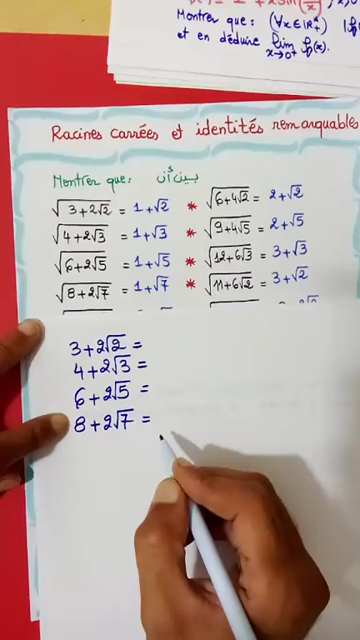 Montrer que: (∀x∈ℝ*₊)
et en déduire lim f(x).
x→0⁺
Racines carrées et identités remarquables
Montrer que: بين أن
√(3+2√2) = 1+√2 * √(6+4√2) = 2+√2
√(4+2√3) = 1+√3 * √(9+4√5) = 2+√5
√(6+2√5) = 1+√5 * √(12+6√3) = 3+√3
√(8+2√7) = 1+√7 * √(11+6√2) = 3+√2
3+2√2 =
4+2√3 =
6+2√5 =
8+2√7 =